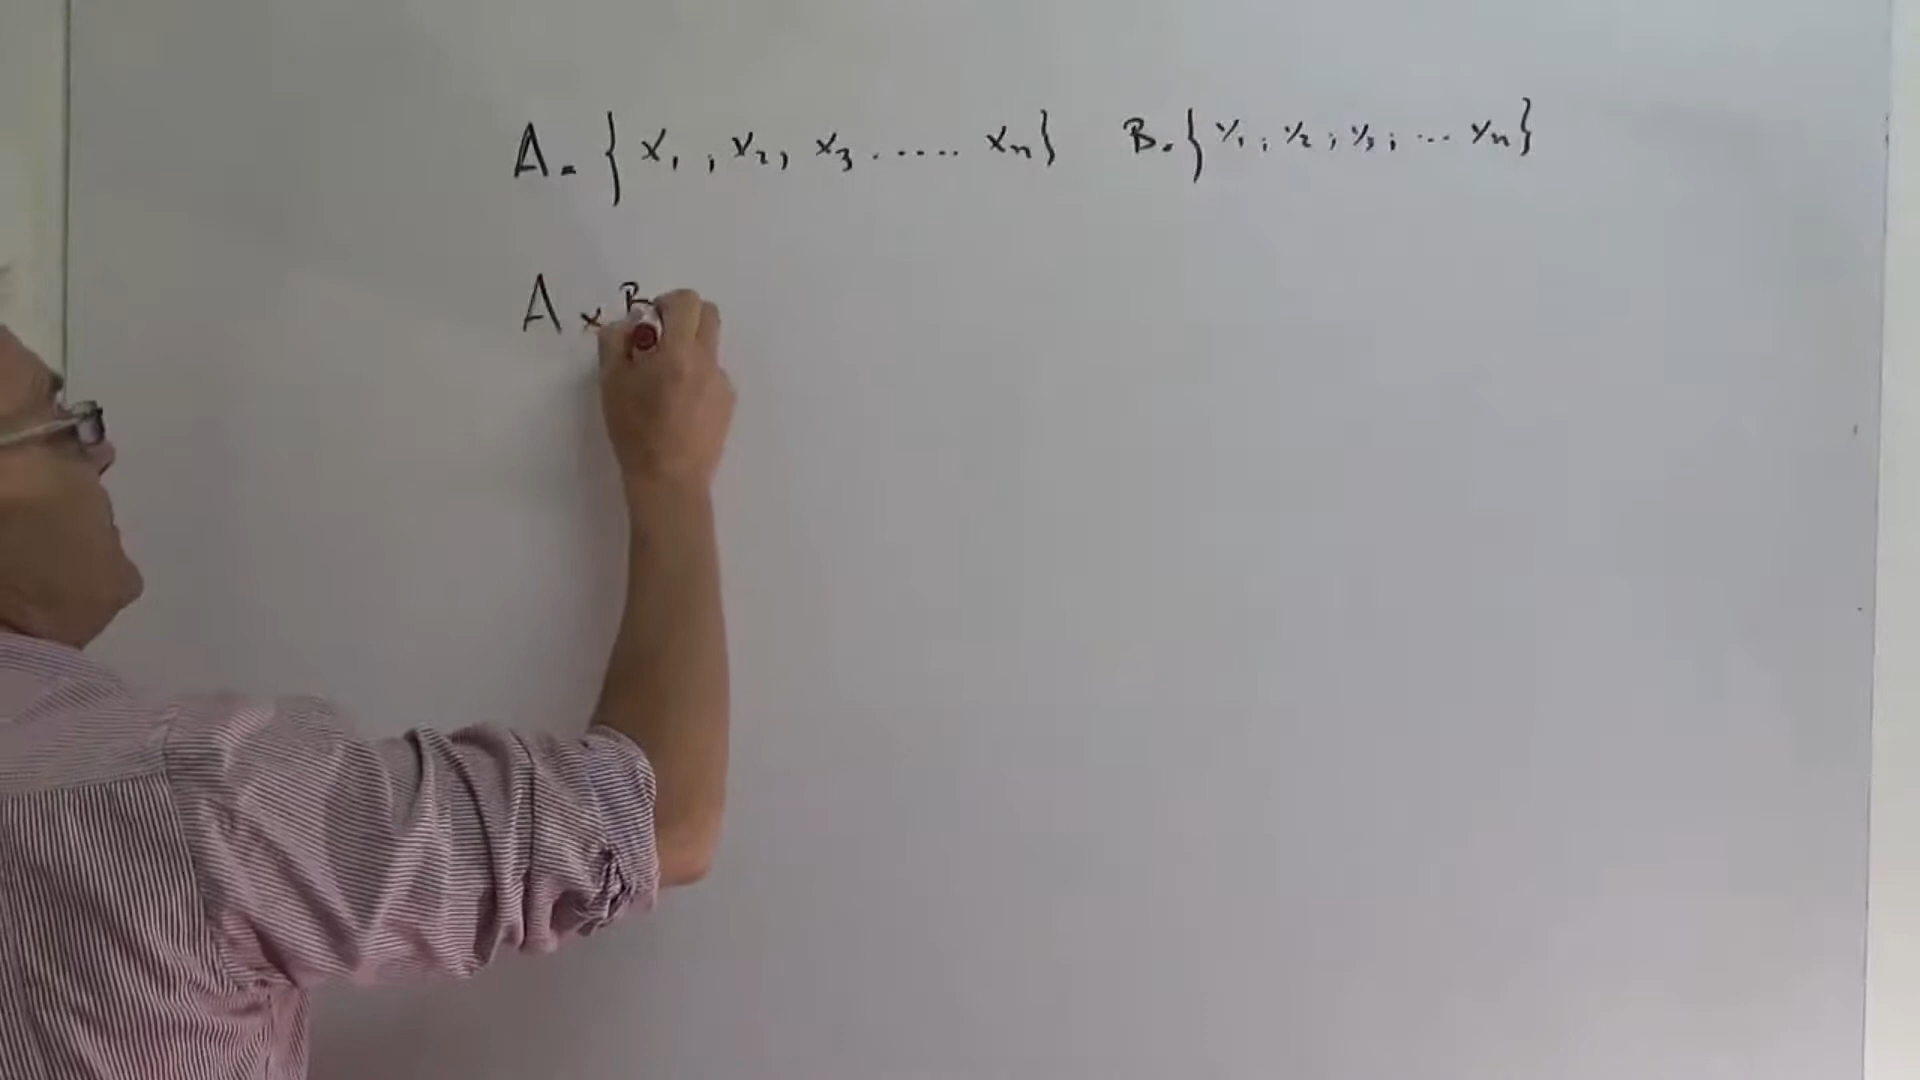 A = { x₁ , x₂, x₃ ..... xₙ} B = { y₁ , y₂ , y₃ , ... yₙ}
A x B